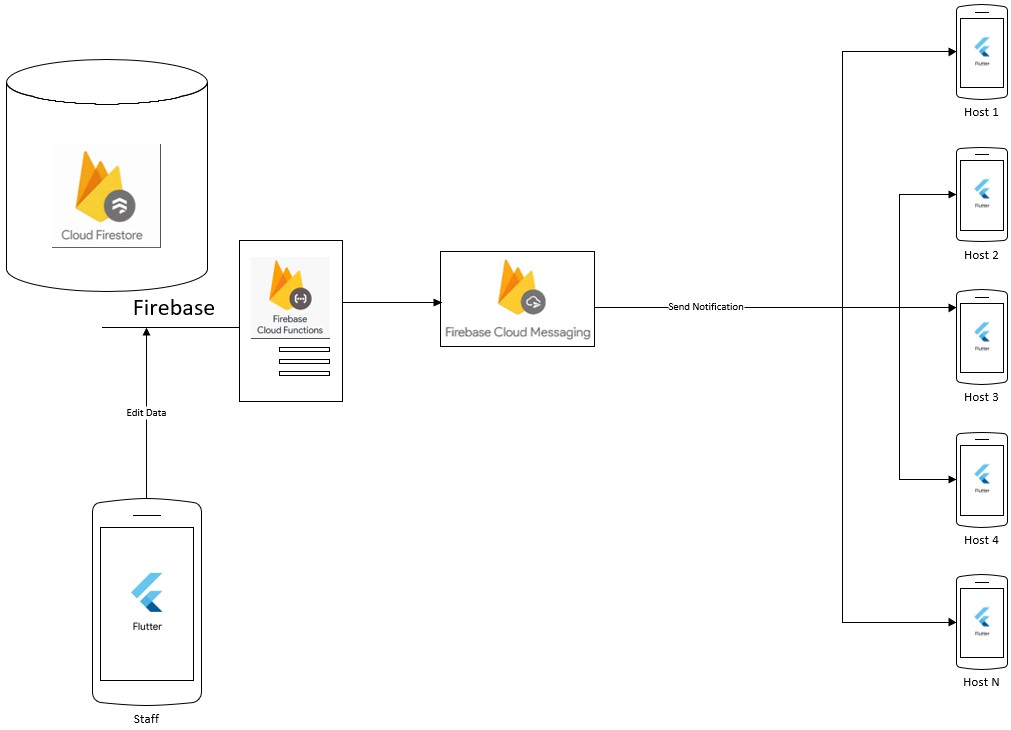 Cloud Firestore
Firebase
Firebase
Cloud Functions
Firebase Cloud Messaging
Send Notification
Edit Data
Flutter
Staff
Flutter
Host 1
Flutter
Host 2
Flutter
Host 3
Flutter
Host 4
Flutter
Host N